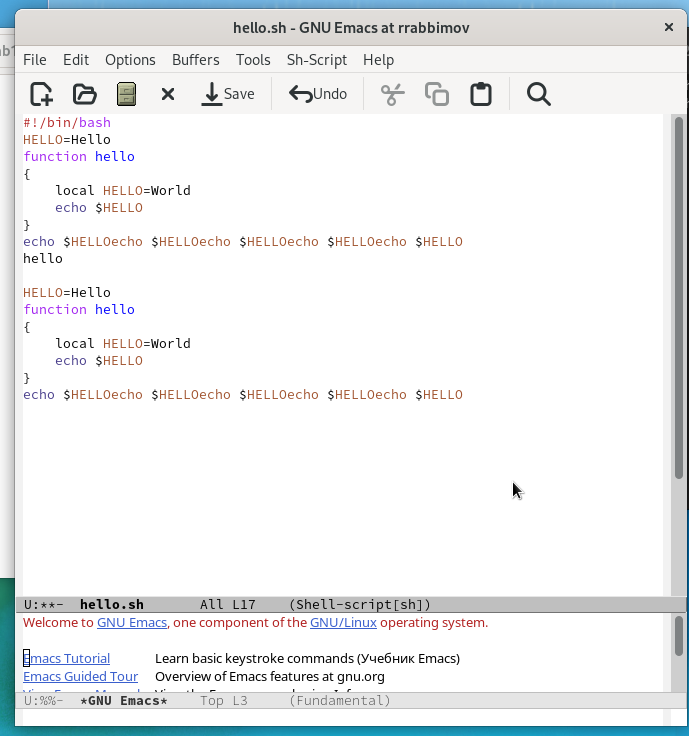 hello.sh - GNU Emacs at rrabbimov
File Edit Options Buffers Tools Sh-Script Help
Save Undo
#!/bin/bash
HELLO=Hello
function hello
{
    local HELLO=World
    echo $HELLO
}
echo $HELLOecho $HELLOecho $HELLOecho $HELLOecho $HELLO
hello

HELLO=Hello
function hello
{
    local HELLO=World
    echo $HELLO
}
echo $HELLOecho $HELLOecho $HELLOecho $HELLOecho $HELLO
U:**-  hello.sh       All L17    (Shell-script[sh])
Welcome to GNU Emacs, one component of the GNU/Linux operating system.
Emacs Tutorial Learn basic keystroke commands (Учебник Emacs)
Emacs Guided Tour Overview of Emacs features at gnu.org
U:%%-  *GNU Emacs*    Top L3     (Fundamental)